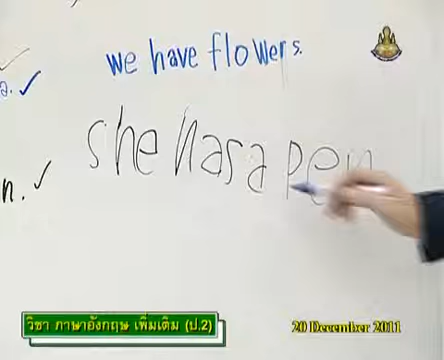 we have flowers.
a. ✓
she has a pen
n. ✓
วิชา ภาษาอังกฤษ เพิ่มเติม (ป.2)
20 December 2011